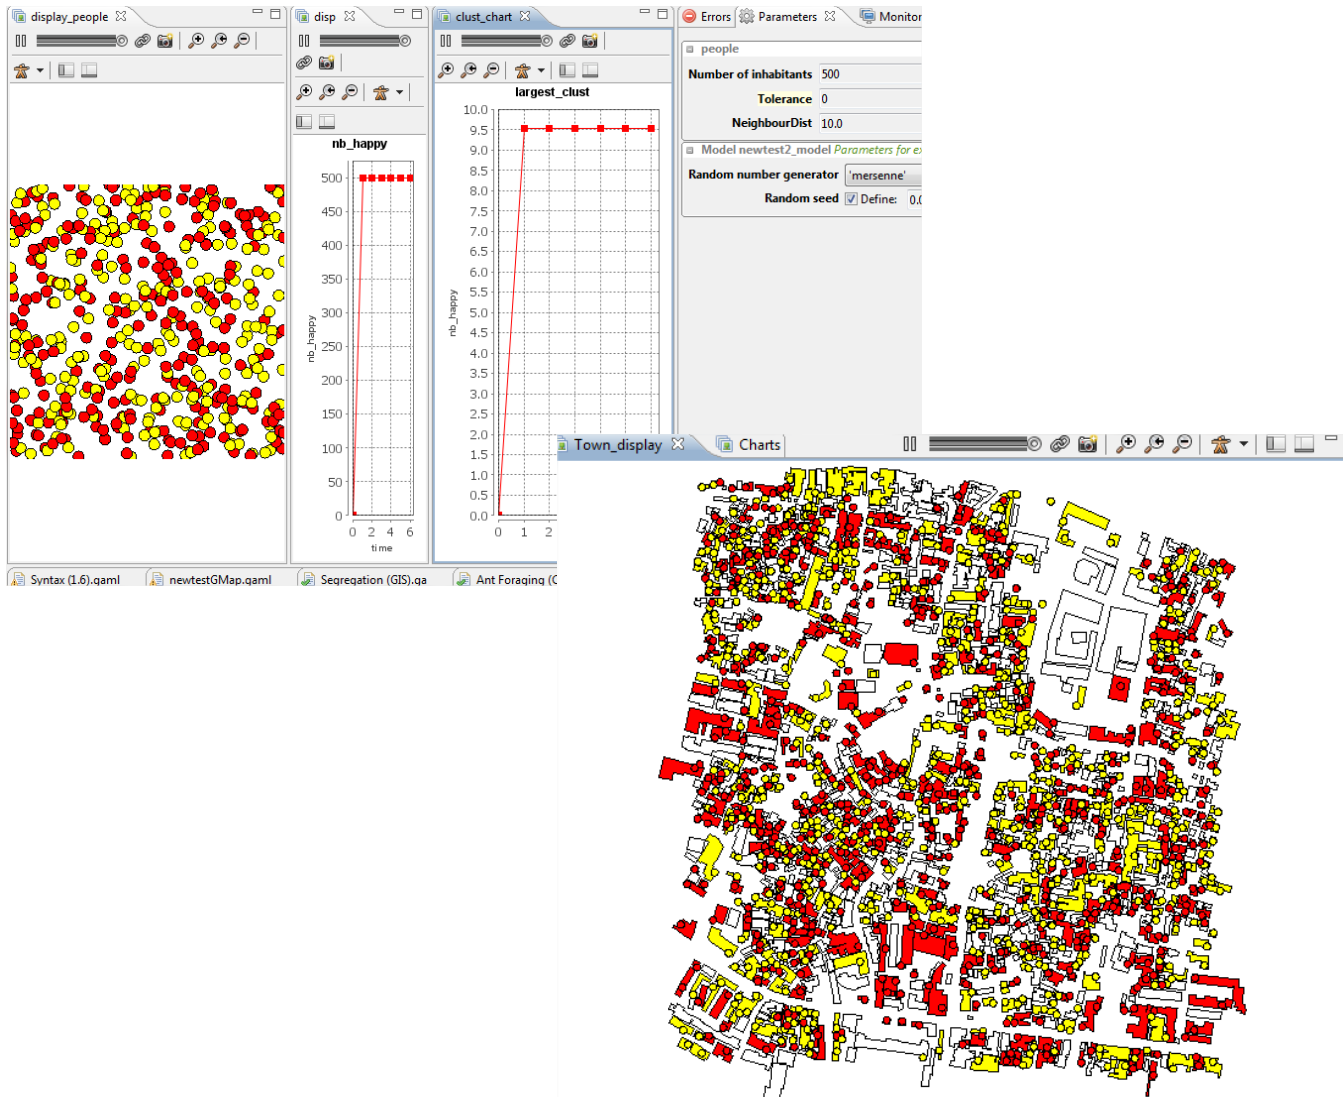 display_people
disp
clust_chart
Errors
Parameters
Monitor
people
Number of inhabitants 500
Tolerance 0
NeighbourDist 10.0
Model newtest2_model Parameters for ex
Random number generator 'mersenne'
Random seed Define: 0.0
nb_happy
500
450
400
350
300
250
200
150
100
50
0
nb_happy
0 2 4 6
time
largest_clust
10.0
9.5
9.0
8.5
8.0
7.5
7.0
6.5
6.0
5.5
5.0
4.5
4.0
3.5
3.0
2.5
2.0
1.5
1.0
0.5
0.0
nb_happy
0 1 2
Syntax (1.6).gaml
newtestGMap.gaml
Segregation (GIS).ga
Ant Foraging (C
Town_display
Charts